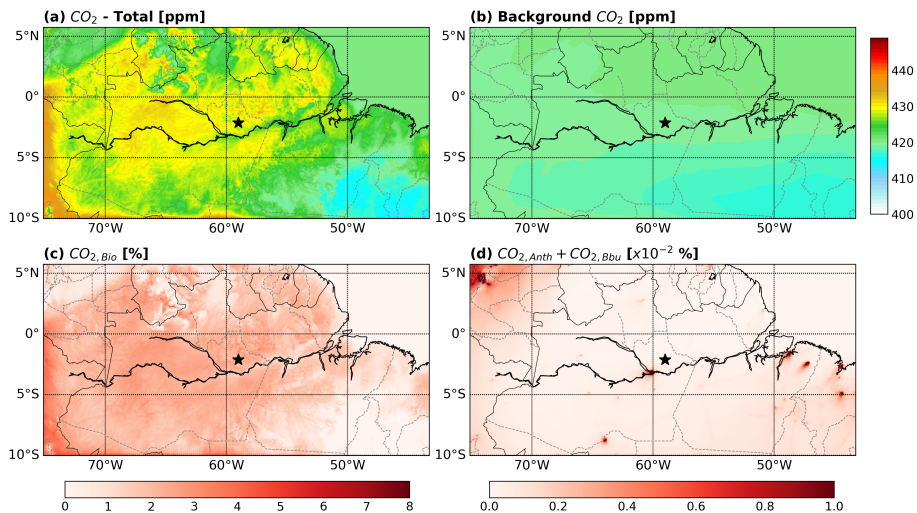 (a) CO₂ - Total [ppm]
(b) Background CO₂ [ppm]
5°N
0°
5°S
10°S
70°W 60°W 50°W
5°N
0°
5°S
10°S
70°W 60°W 50°W
440
430
420
410
400
(c) CO₂,Bio [%]
(d) CO₂,Anth + CO₂,Bbu [x10⁻² %]
5°N
0°
5°S
10°S
70°W 60°W 50°W
5°N
0°
5°S
10°S
70°W 60°W 50°W
0 1 2 3 4 5 6 7 8
0.0 0.2 0.4 0.6 0.8 1.0